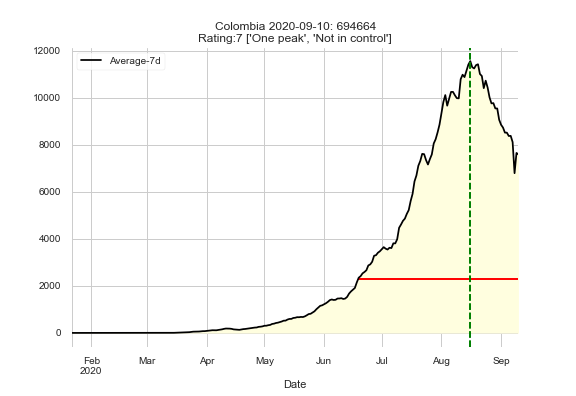 Colombia 2020-09-10: 694664
Rating:7 ['One peak', 'Not in control']
Average-7d
12000
10000
8000
6000
4000
2000
0
Feb Mar Apr May Jun Jul Aug Sep
2020
Date